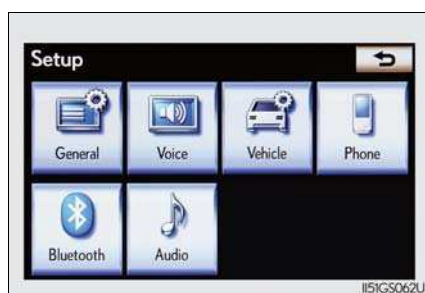 Setup
General Voice Vehicle Phone
Bluetooth Audio
II51GS062U